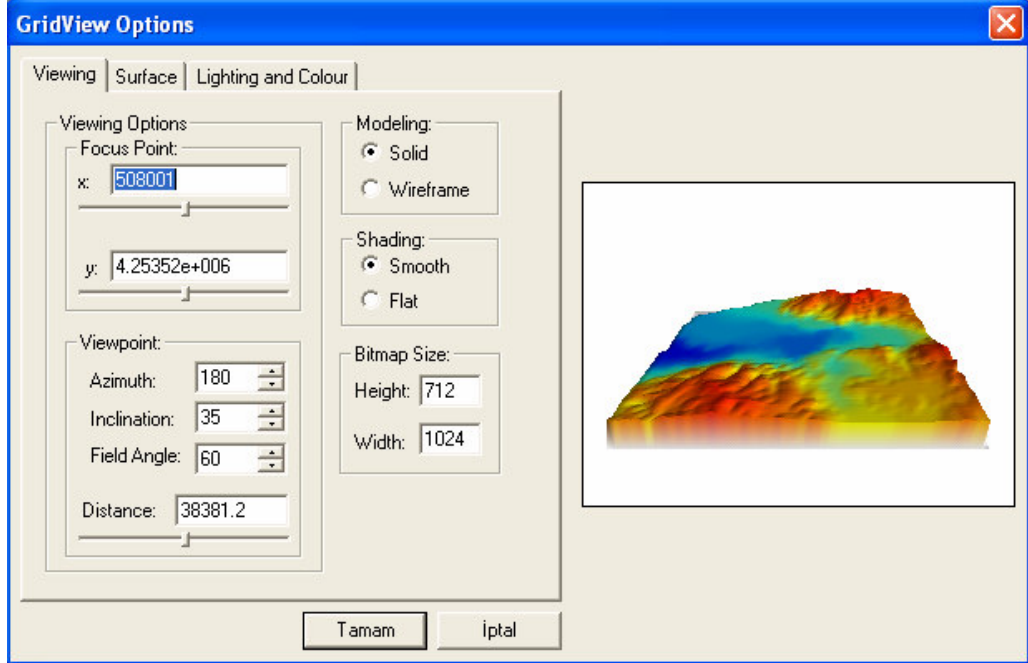 GridView Options
Viewing Surface Lighting and Colour
Viewing Options
Focus Point:
x: 508001
y: 4.25352e+006
Viewpoint:
Azimuth: 180
Inclination: 35
Field Angle: 60
Distance: 38381.2
Modeling:
Solid
Wireframe
Shading:
Smooth
Flat
Bitmap Size:
Height: 712
Width: 1024
Tamam İptal